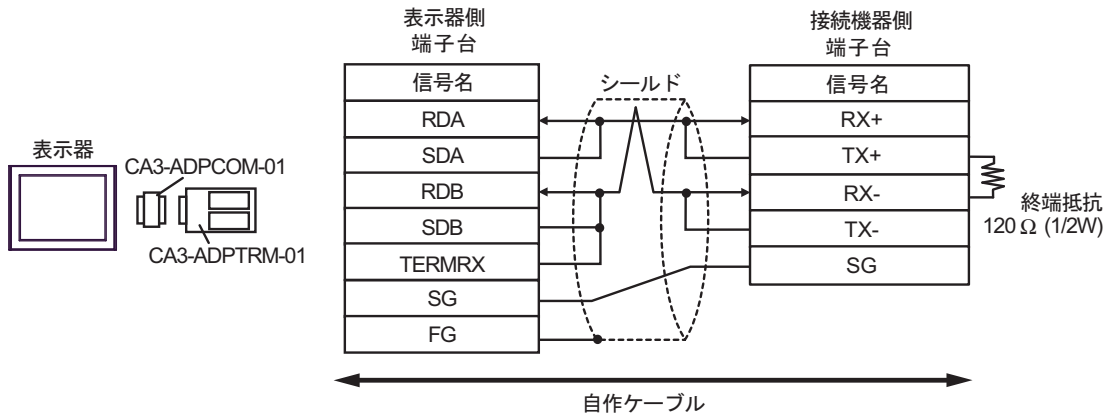 表示器
CA3-ADPCOM-01
CA3-ADPTRM-01
表示器側
端子台
信号名
RDA
SDA
RDB
SDB
TERMRX
SG
FG
シールド
接続機器側
端子台
信号名
RX+
TX+
RX-
TX-
SG
終端抵抗
120 Ω (1/2W)
自作ケーブル